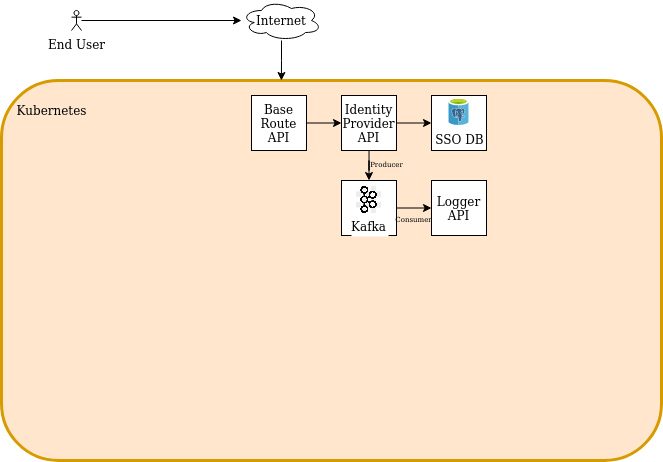 Internet
End User
Kubernetes
Base
Route
API
Identity
Provider
API
SSO DB
Producer
Kafka
Consumer
Logger
API